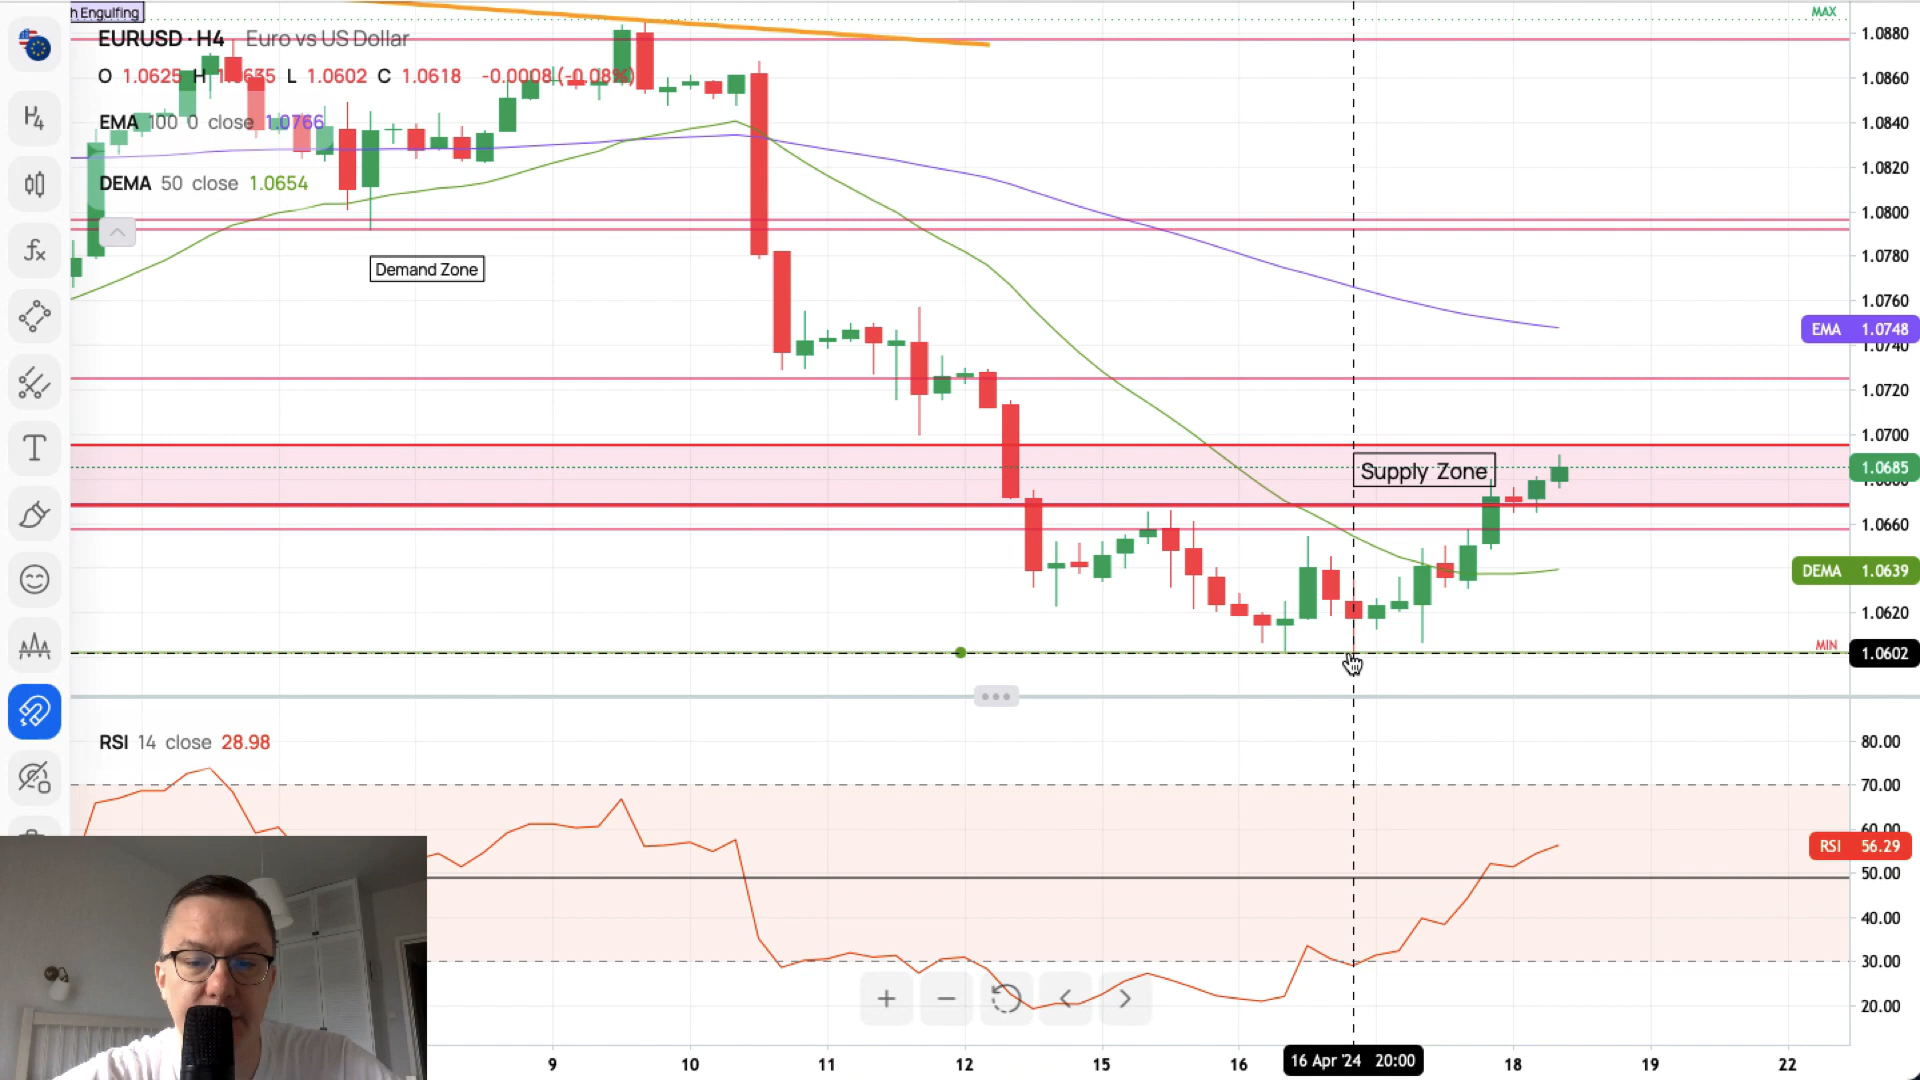 h Engulfing
EURUSD · H4 Euro vs US Dollar
O 1.0625 H 1.0635 L 1.0602 C 1.0618 -0.0008 (-0.08%)
EMA 100 0 close 1.0766
DEMA 50 close 1.0654
H4
fx
T
Demand Zone
Supply Zone
MAX
1.0880
1.0860
1.0840
1.0820
1.0800
1.0780
1.0760
EMA 1.0748
1.0740
1.0720
1.0700
1.0685
1.0660
DEMA 1.0639
1.0620
MIN
1.0602
RSI 14 close 28.98
80.00
70.00
60.00
RSI 56.29
50.00
40.00
30.00
20.00
9 10 11 12 15 16 16 Apr '24 20:00 18 19 22